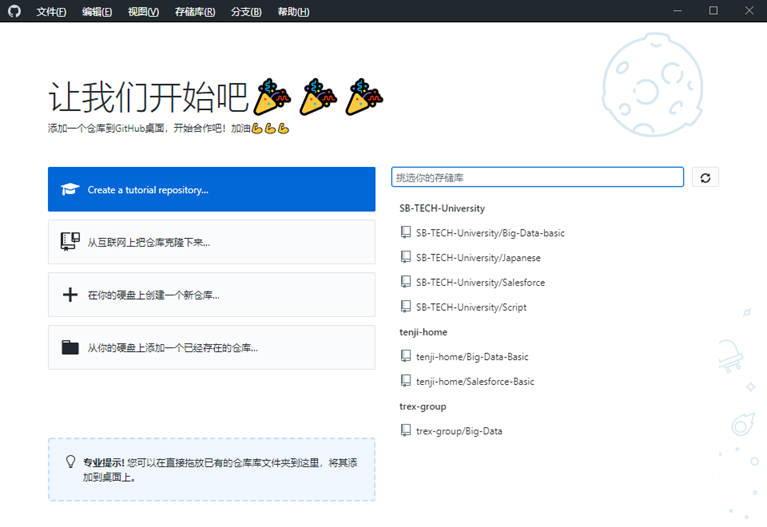 文件(F) 编辑(E) 视图(V) 存储库(R) 分支(B) 帮助(H)
让我们开始吧🎉 🎉 🎉
添加一个仓库到GitHub桌面，开始合作吧！加油💪💪💪
Create a tutorial repository...
从互联网上把仓库克隆下来...
在你的硬盘上创建一个新仓库...
从你的硬盘上添加一个已经存在的仓库...
专业提示! 您可以在直接拖放已有的仓库库文件夹到这里，将其添
加到桌面上。
挑选你的存储库
SB-TECH-University
SB-TECH-University/Big-Data-basic
SB-TECH-University/Japanese
SB-TECH-University/Salesforce
SB-TECH-University/Script
tenji-home
tenji-home/Big-Data-Basic
tenji-home/Salesforce-Basic
trex-group
trex-group/Big-Data